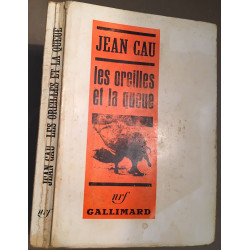 JEAN CAU
les oreilles
et la queue
nrf
GALLIMARD
JEAN CAU LES OREILLES ET LA QUEUE
nrf